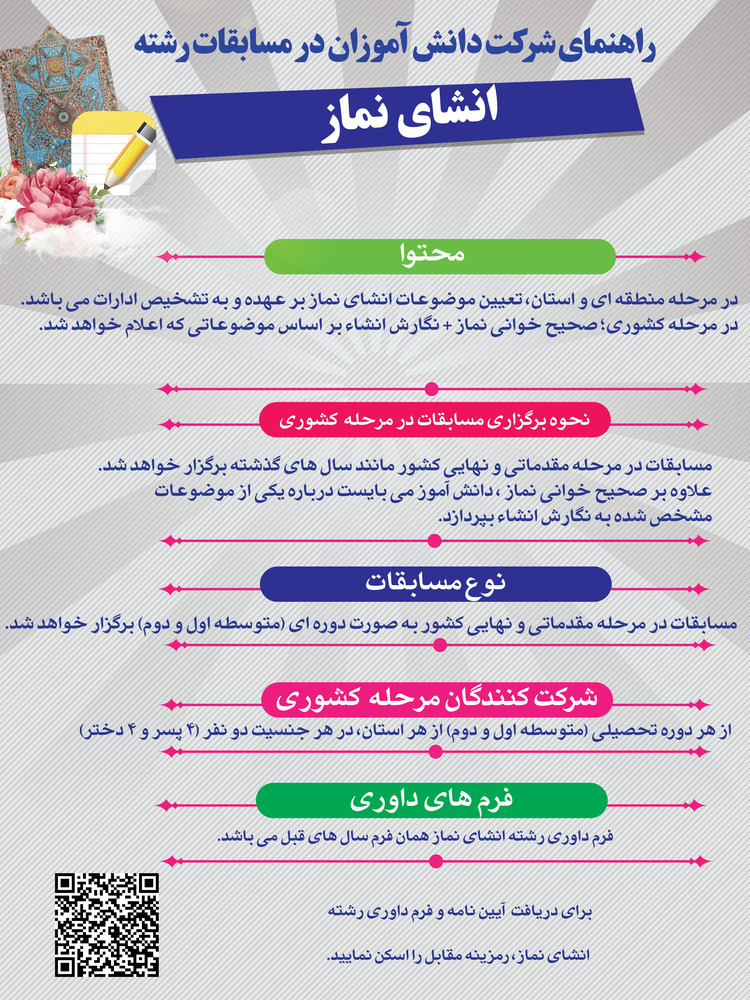 راهنمای شرکت دانش آموزان در مسابقات رشته
انشای نماز
محتوا
در مرحله منطقه ای و استان، تعیین موضوعات انشای نماز بر عهده و به تشخیص ادارات می باشد.
در مرحله کشوری؛ صحیح خوانی نماز + نگارش انشاء بر اساس موضوعاتی که اعلام خواهد شد.
نحوه برگزاری مسابقات در مرحله کشوری
مسابقات در مرحله مقدماتی و نهایی کشور مانند سال های گذشته برگزار خواهد شد.
علاوه بر صحیح خوانی نماز ، دانش آموز می بایست درباره یکی از موضوعات
مشخص شده به نگارش انشاء بپردازد.
نوع مسابقات
مسابقات در مرحله مقدماتی و نهایی کشور به صورت دوره ای (متوسطه اول و دوم) برگزار خواهد شد.
شرکت کنندگان مرحله کشوری
از هر دوره تحصیلی (متوسطه اول و دوم) از هر استان، در هر جنسیت دو نفر (۴ پسر و ۴ دختر)
فرم های داوری
فرم داوری رشته انشای نماز همان فرم سال های قبل می باشد.
برای دریافت آیین نامه و فرم داوری رشته
انشای نماز، رمزینه مقابل را اسکن نمایید.